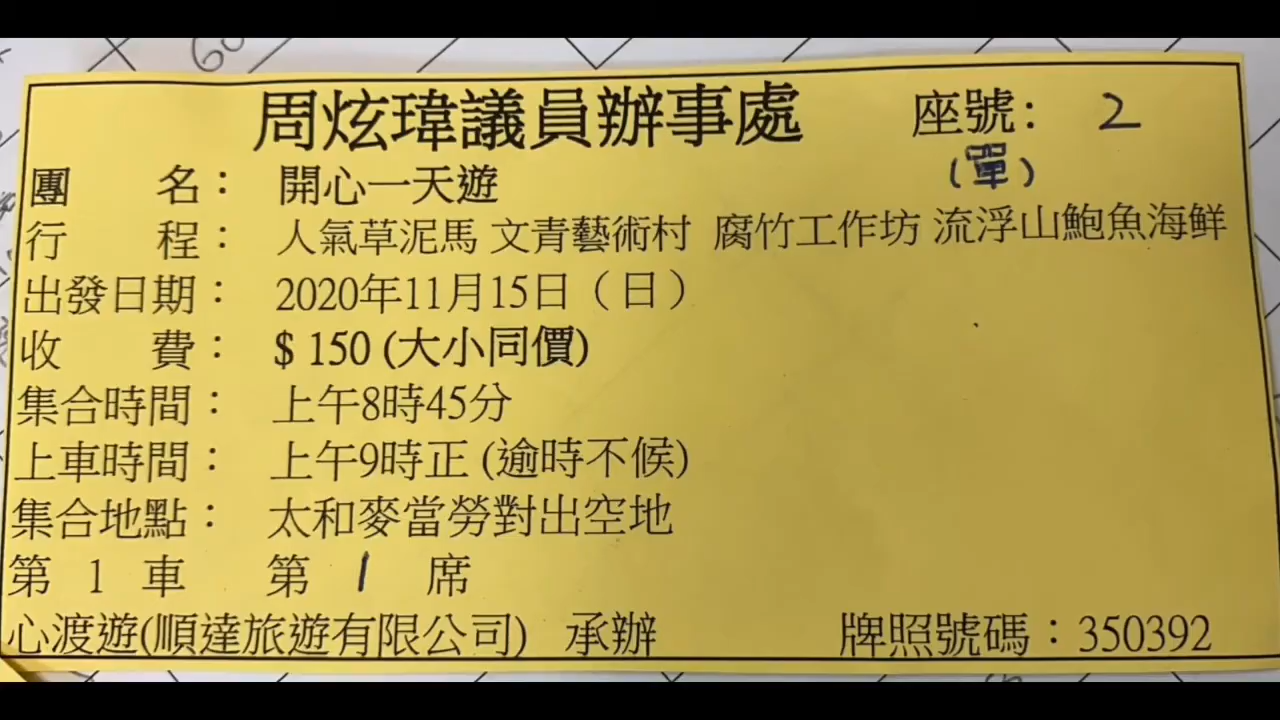 周炫瑋議員辦事處 座號: 2
(單)
團 名： 開心一天遊
行 程： 人氣草泥馬 文青藝術村 腐竹工作坊 流浮山鮑魚海鮮
出發日期： 2020年11月15日（日）
收 費： $ 150 (大小同價)
集合時間： 上午8時45分
上車時間： 上午9時正 (逾時不候)
集合地點： 太和麥當勞對出空地
第 1 車 第 1 席
心渡遊(順達旅遊有限公司) 承辦 牌照號碼：350392